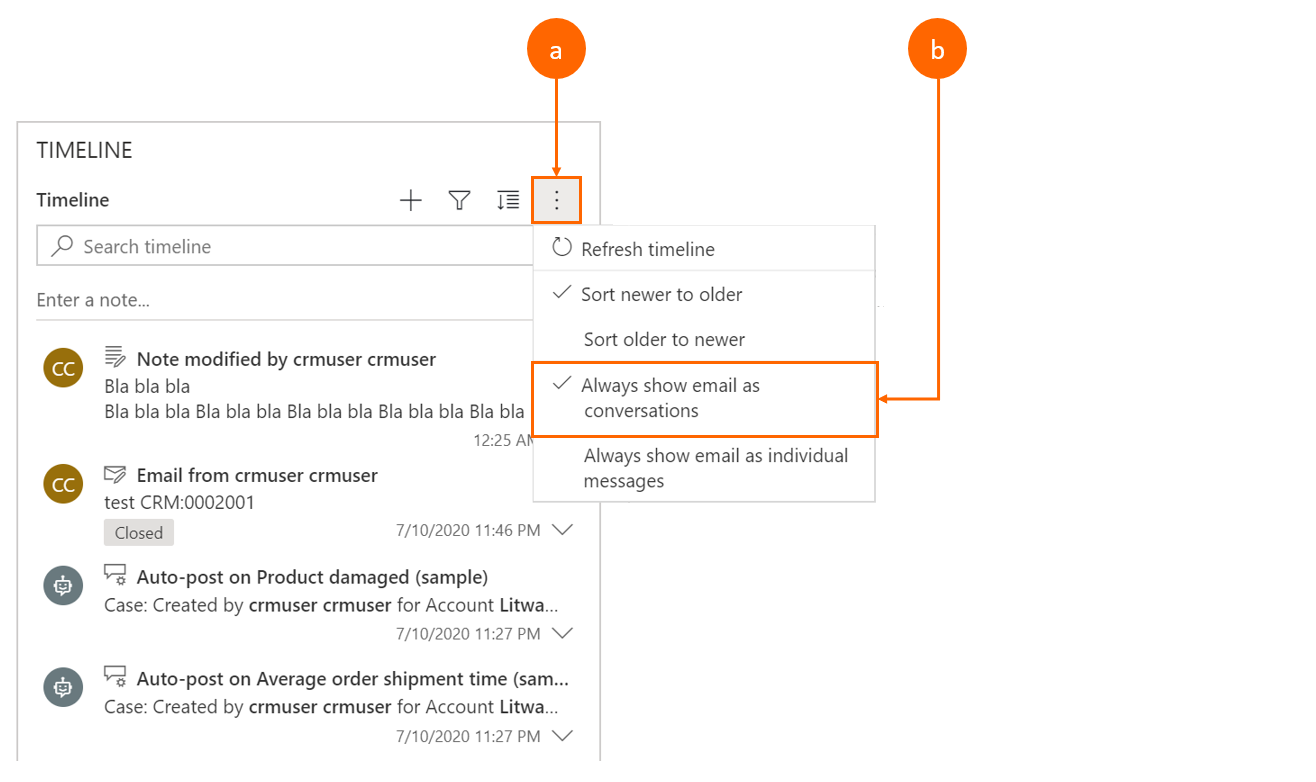 a
b
TIMELINE
Timeline
Search timeline
Enter a note...
Refresh timeline
Sort newer to older
Sort older to newer
Always show email as
conversations
Always show email as individual
messages
CC
Note modified by crmuser crmuser
Bla bla bla
Bla bla bla Bla bla bla Bla bla bla Bla bla bla Bla bla
12:25 AM
CC
Email from crmuser crmuser
test CRM:0002001
Closed
7/10/2020 11:46 PM
Auto-post on Product damaged (sample)
Case: Created by crmuser crmuser for Account Litwa...
7/10/2020 11:27 PM
Auto-post on Average order shipment time (sam...
Case: Created by crmuser crmuser for Account Litwa...
7/10/2020 11:27 PM